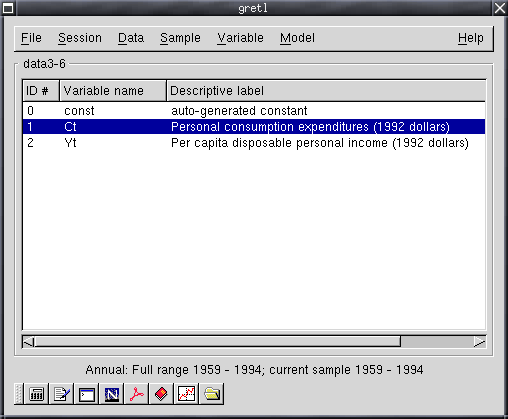 gretl
File Session Data Sample Variable Model Help
data3-6
ID # Variable name Descriptive label
0 const auto-generated constant
1 Ct Personal consumption expenditures (1992 dollars)
2 Yt Per capita disposable personal income (1992 dollars)
Annual: Full range 1959 - 1994; current sample 1959 - 1994